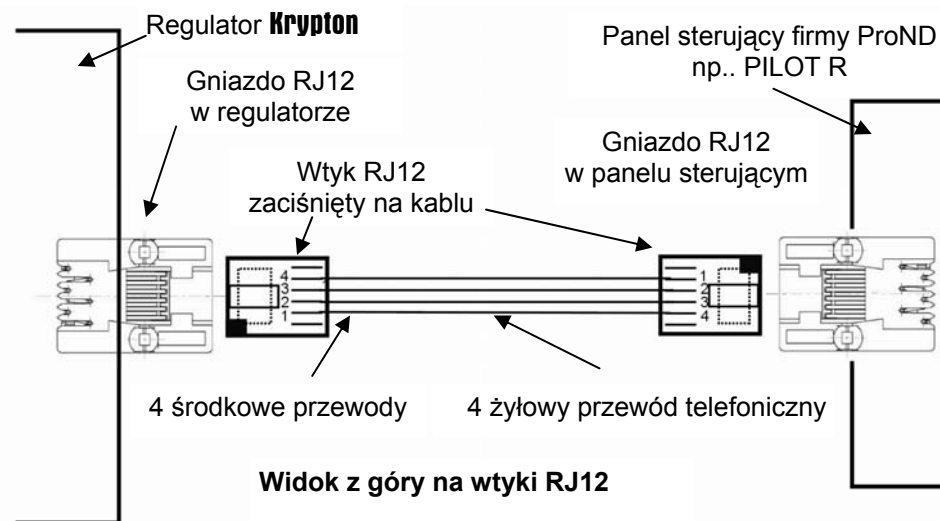 Regulator Krypton
Panel sterujący firmy ProND
np.. PILOT R
Gniazdo RJ12
w regulatorze
Gniazdo RJ12
w panelu sterującym
Wtyk RJ12
zaciśnięty na kablu
4
3
2
1
1
2
3
4
4 środkowe przewody
4 żyłowy przewód telefoniczny
Widok z góry na wtyki RJ12